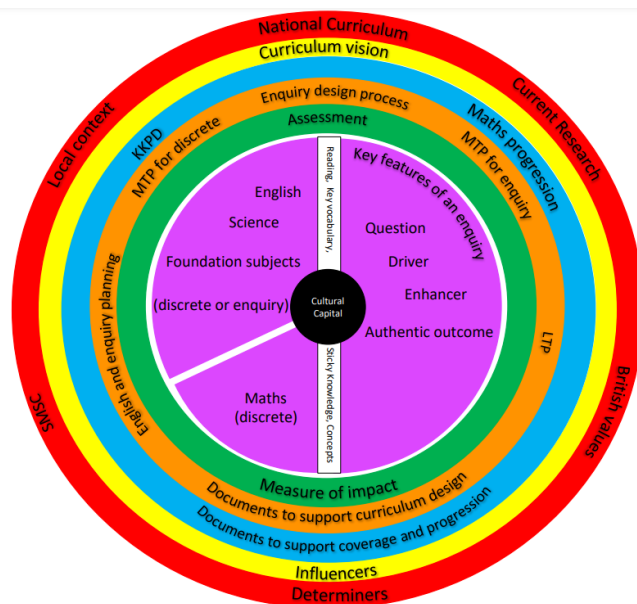 National Curriculum
Curriculum vision
Local context
Current Research
KKPD
Maths progression
Enquiry design process
MTP for discrete
MTP for enquiry
Assessment
Key features of an enquiry
Reading, Key vocabulary,
English
Science
Foundation subjects
(discrete or enquiry)
Question
Driver
Enhancer
Authentic outcome
Cultural
Capital
Sticky Knowledge, Concepts
Maths
(discrete)
English and enquiry planning
LTP
SMSC
British values
Measure of impact
Documents to support curriculum design
Documents to support coverage and progression
Influencers
Determiners